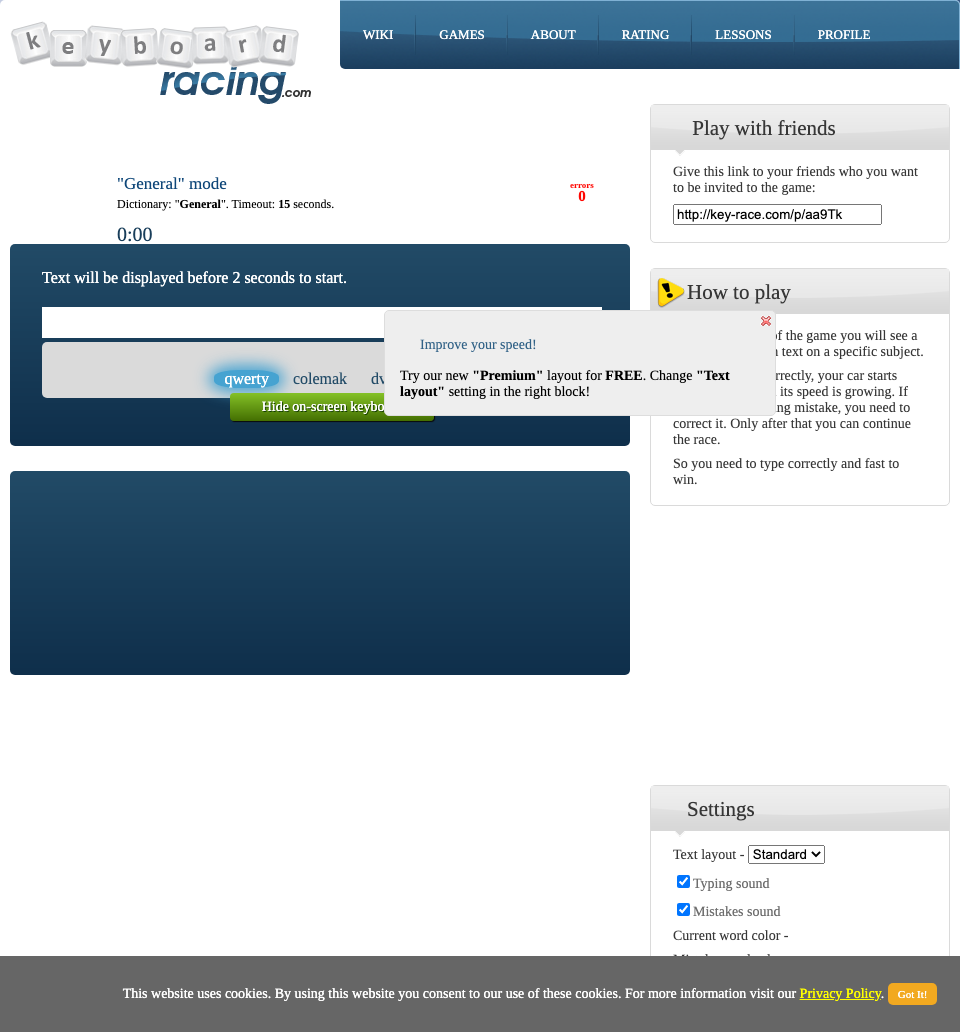 keyboard
racing.com
WIKI GAMES ABOUT RATING LESSONS PROFILE
"General" mode
Dictionary: "General". Timeout: 15 seconds.
errors
0
0:00
Text will be displayed before 2 seconds to start.
qwerty colemak dv
Hide on-screen keybo
Improve your speed!
Try our new "Premium" layout for FREE. Change "Text
layout" setting in the right block!
Play with friends
Give this link to your friends who you want
to be invited to the game:
http://key-race.com/p/aa9Tk
How to play
of the game you will see a
text on a specific subject.
rrectly, your car starts
its speed is growing. If
ng mistake, you need to
correct it. Only after that you can continue
the race.
So you need to type correctly and fast to
win.
Settings
Text layout - Standard
Typing sound
Mistakes sound
Current word color -
This website uses cookies. By using this website you consent to our use of these cookies. For more information visit our Privacy Policy. Got It!